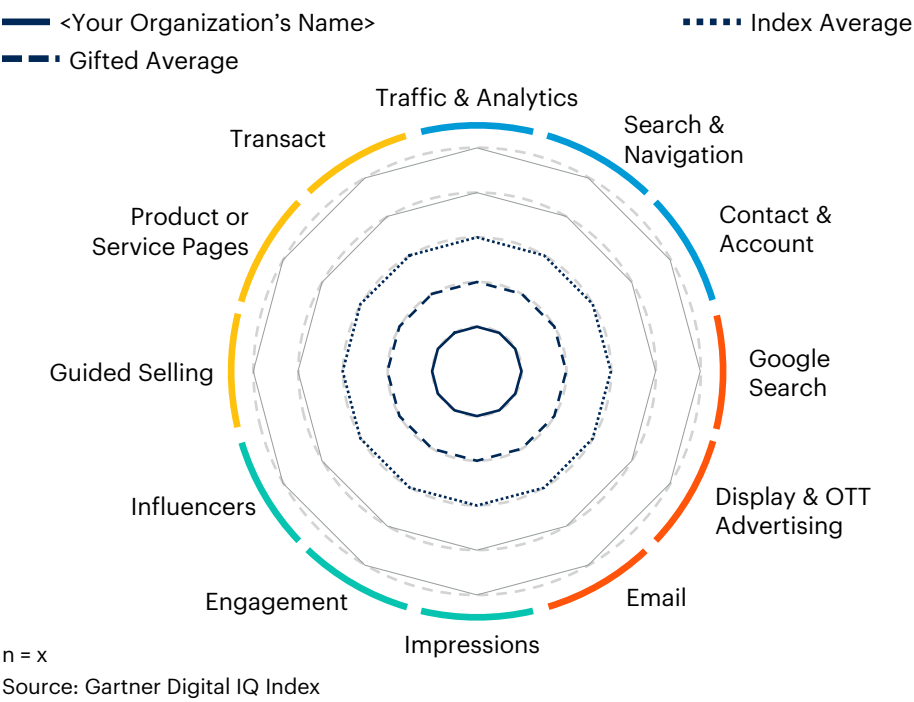 <Your Organization’s Name>
Index Average
Gifted Average
Traffic & Analytics
Search &
Navigation
Contact &
Account
Google
Search
Display & OTT
Advertising
Email
Impressions
Engagement
Influencers
Guided Selling
Product or
Service Pages
Transact
n = x
Source: Gartner Digital IQ Index